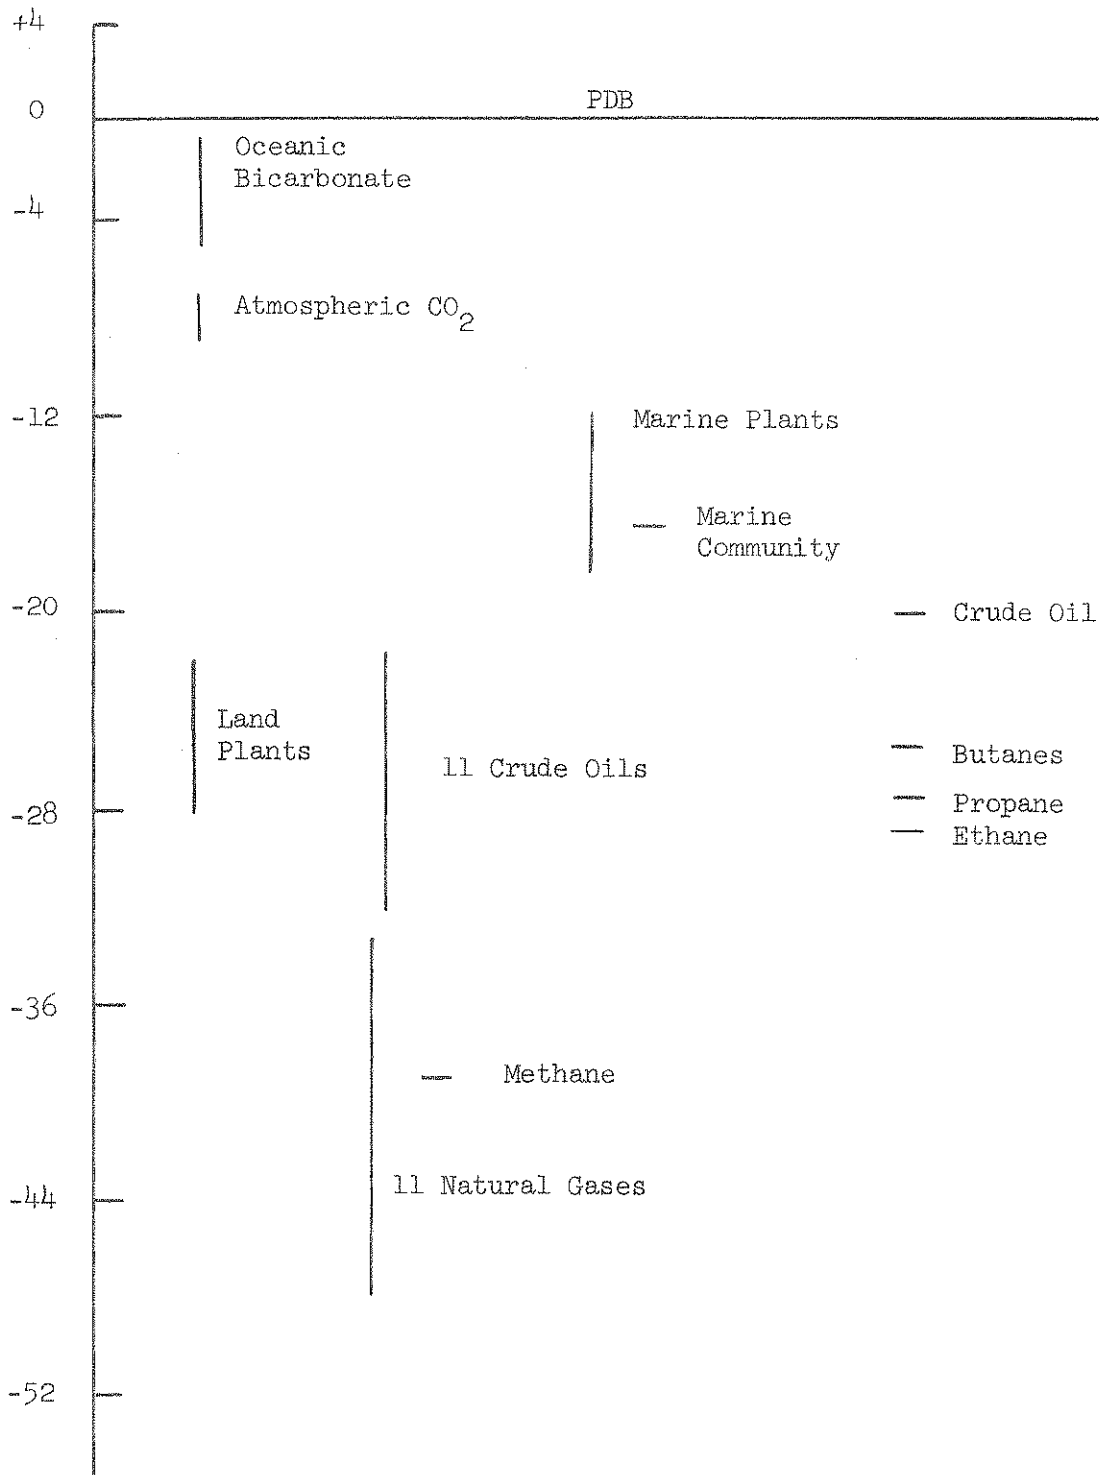 +4
0
PDB
Oceanic
Bicarbonate
-4
Atmospheric CO2
-12
Marine Plants
Marine
Community
-20
Crude Oil
Land
Plants
11 Crude Oils
Butanes
-28
Propane
Ethane
-36
Methane
11 Natural Gases
-44
-52